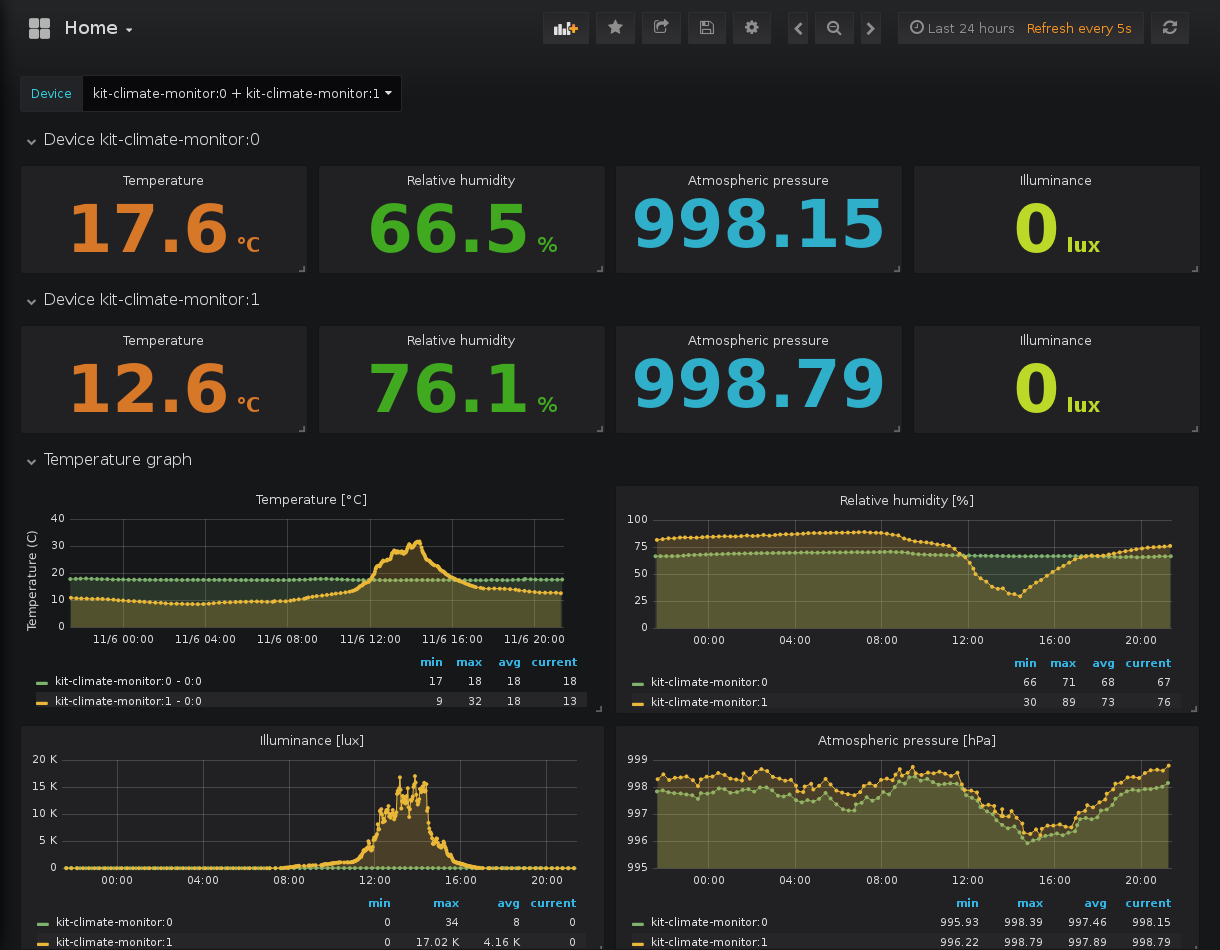 Home
Last 24 hours Refresh every 5s
Device kit-climate-monitor:0 + kit-climate-monitor:1
Device kit-climate-monitor:0
Temperature Relative humidity Atmospheric pressure Illuminance
17.6 °C 66.5 % 998.15 0 lux
Device kit-climate-monitor:1
Temperature Relative humidity Atmospheric pressure Illuminance
12.6 °C 76.1 % 998.79 0 lux
Temperature graph
Temperature [°C]
Temperature (C)
40
30
20
10
0
11/6 00:00 11/6 04:00 11/6 08:00 11/6 12:00 11/6 16:00 11/6 20:00
min max avg current
kit-climate-monitor:0 - 0:0 17 18 18 18
kit-climate-monitor:1 - 0:0 9 32 18 13
Relative humidity [%]
100
75
50
25
0
00:00 04:00 08:00 12:00 16:00 20:00
min max avg current
kit-climate-monitor:0 66 71 68 67
kit-climate-monitor:1 30 89 73 76
Illuminance [lux]
20 K
15 K
10 K
5 K
0
00:00 04:00 08:00 12:00 16:00 20:00
min max avg current
kit-climate-monitor:0 0 34 8 0
kit-climate-monitor:1 0 17.02 K 4.16 K 0
Atmospheric pressure [hPa]
999
998
997
996
995
00:00 04:00 08:00 12:00 16:00 20:00
min max avg current
kit-climate-monitor:0 995.93 998.39 997.46 998.15
kit-climate-monitor:1 996.22 998.79 997.89 998.79